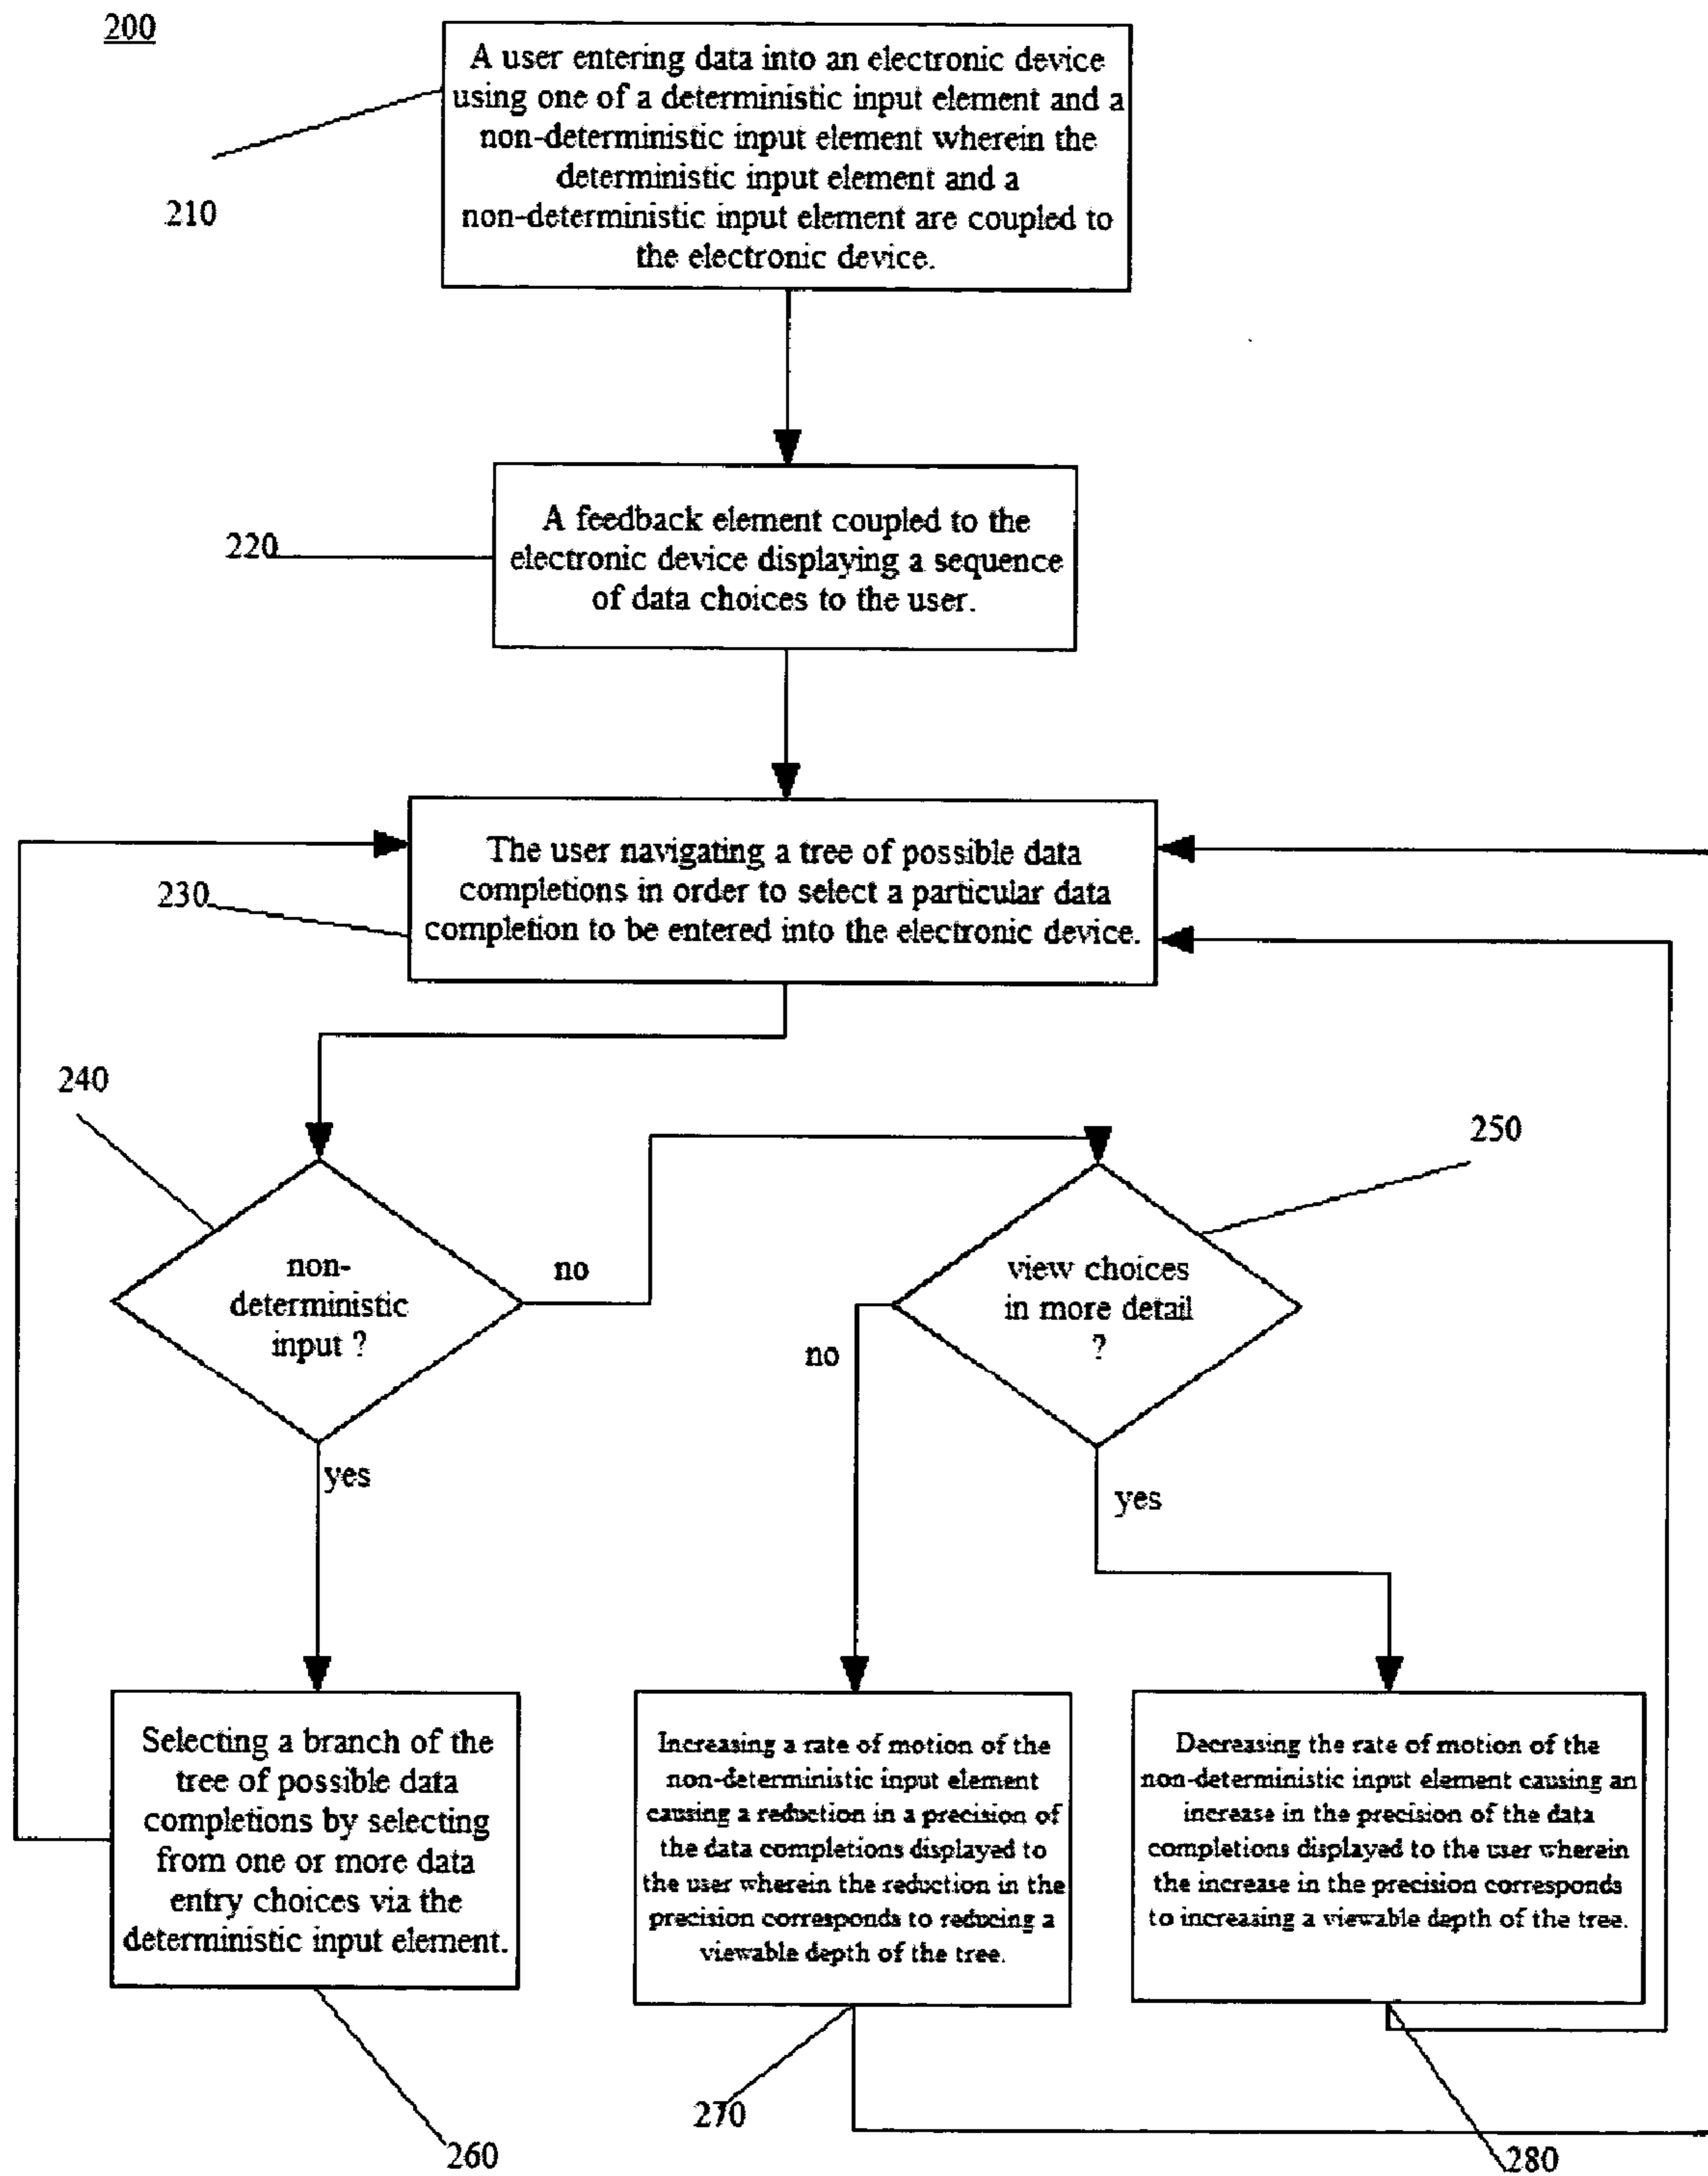 200
A user entering data into an electronic device
using one of a deterministic input element and a
non-deterministic input element wherein the
deterministic input element and a
non-deterministic input element are coupled to
the electronic device.
210
A feedback element coupled to the
electronic device displaying a sequence
of data choices to the user.
220
The user navigating a tree of possible data
completions in order to select a particular data
completion to be entered into the electronic device.
230
240
250
non-
deterministic
input ?
no
view choices
in more detail
?
no
yes
yes
Selecting a branch of the
tree of possible data
completions by selecting
from one or more data
entry choices via the
deterministic input element.
Increasing a rate of motion of the
non-deterministic input element
causing a reduction in a precision of
the data completions displayed to
the user wherein the reduction in the
precision corresponds to reducing a
viewable depth of the tree.
Decreasing the rate of motion of the
non-deterministic input element causing an
increase in the precision of the data
completions displayed to the user wherein
the increase in the precision corresponds
to increasing a viewable depth of the tree.
260
270
280